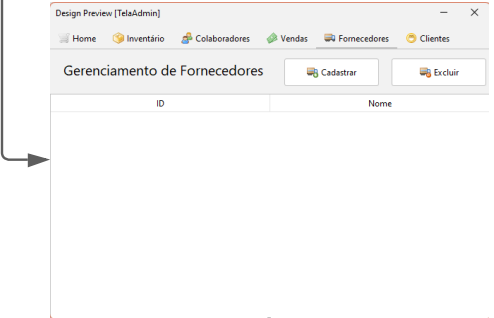 Design Preview [TelaAdmin]
Home Inventário Colaboradores Vendas Fornecedores Clientes
Gerenciamento de Fornecedores Cadastrar Excluir
ID Nome